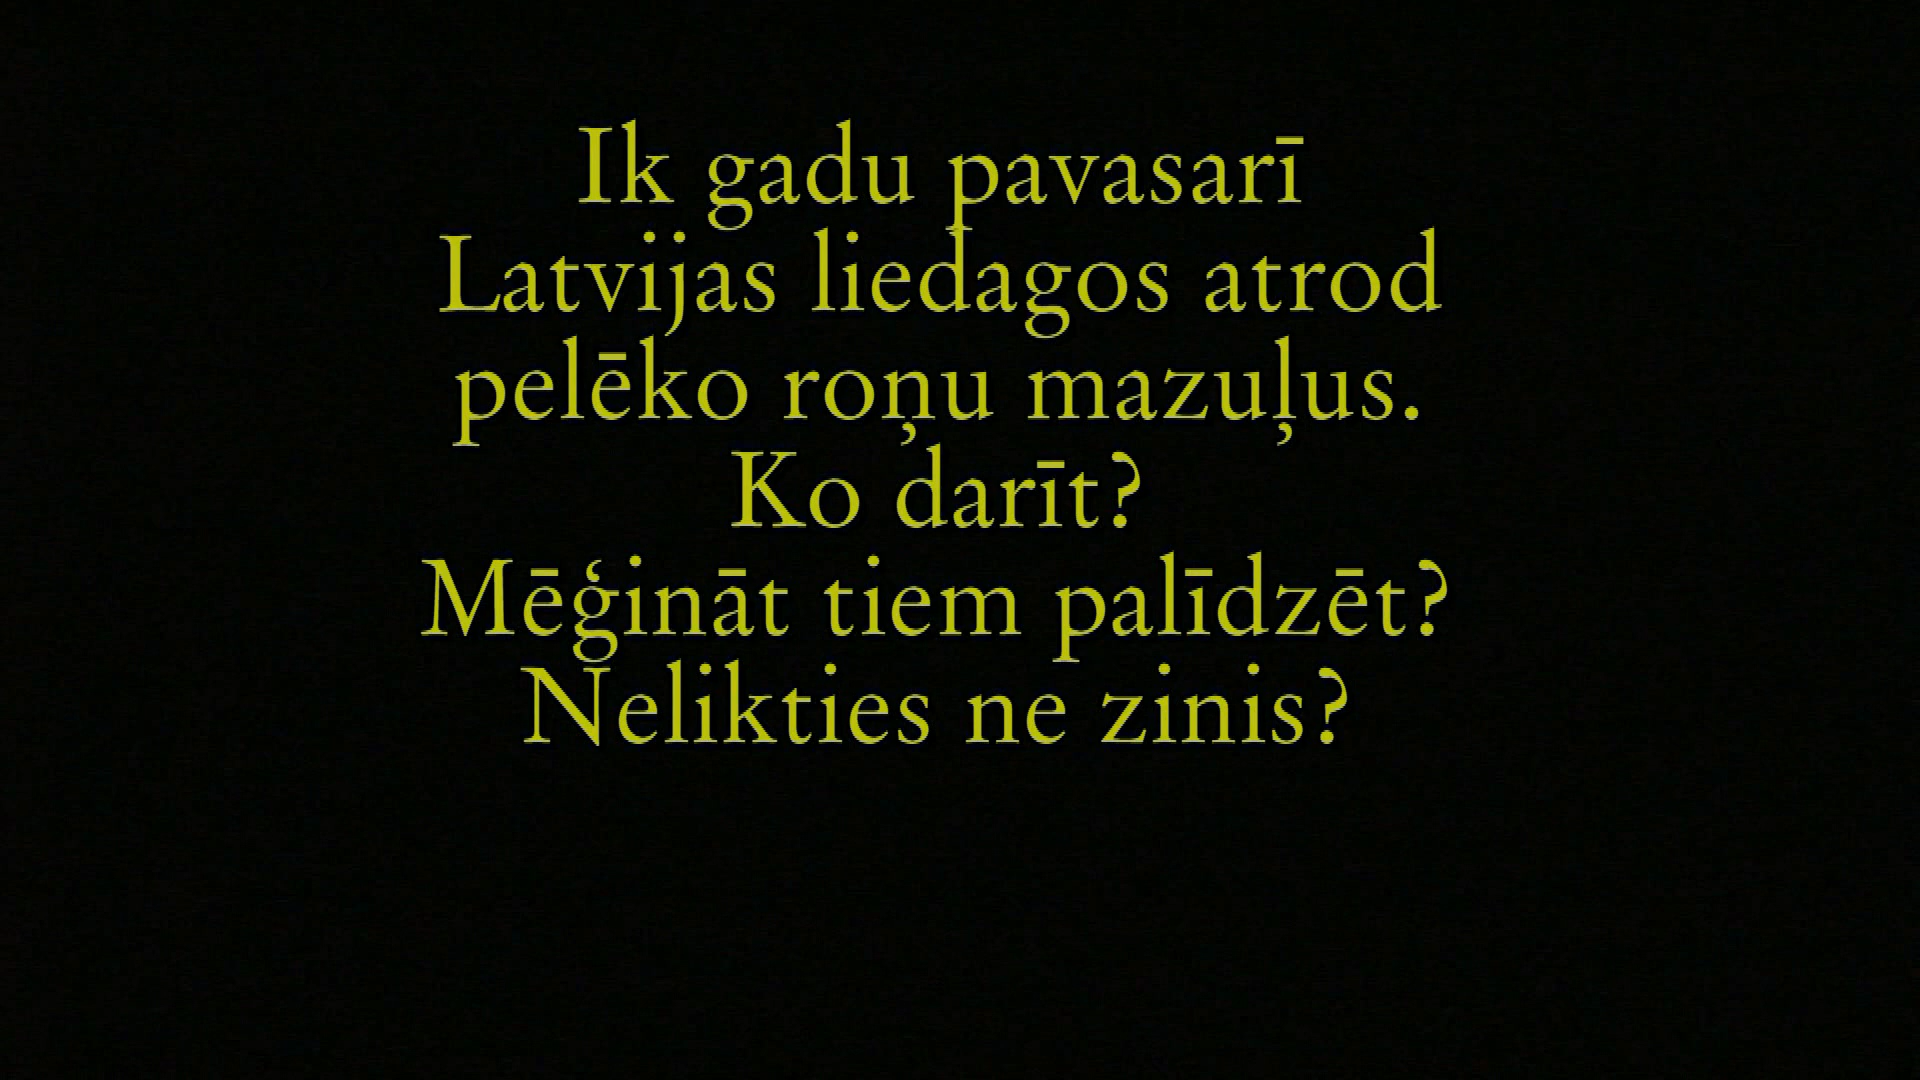 Ik gadu pavasarī
Latvijas liedagos atrod
pelēko roņu mazuļus.
Ko darīt?
Mēģināt tiem palīdzēt?
Nelikties ne zinis?